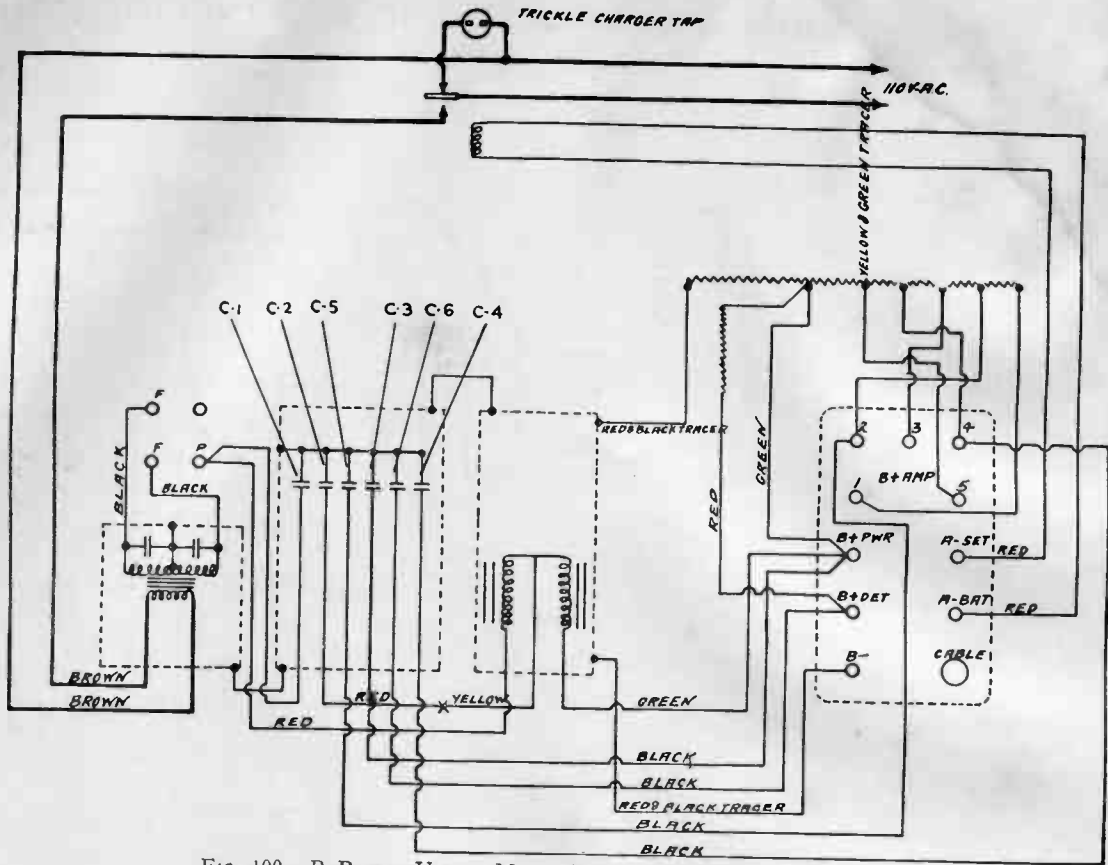 TRICKLE CHARGER TAP
110V-A.C.
YELLOW & GREEN TRACER
C-1 C-2 C-5 C-3 C-6 C-4
F
F P
BLACK
BLACK
RED & BLACK TRACER
GREEN
RED
2 3 4
B+ AMP
1 5
B+ PWR
A-SET
RED
B+ DET
A-BAT
RED
B-
CABLE
BROWN
BROWN
RED
YELLOW
GREEN
RED
BLACK
BLACK
RED & BLACK TRACER
BLACK
BLACK